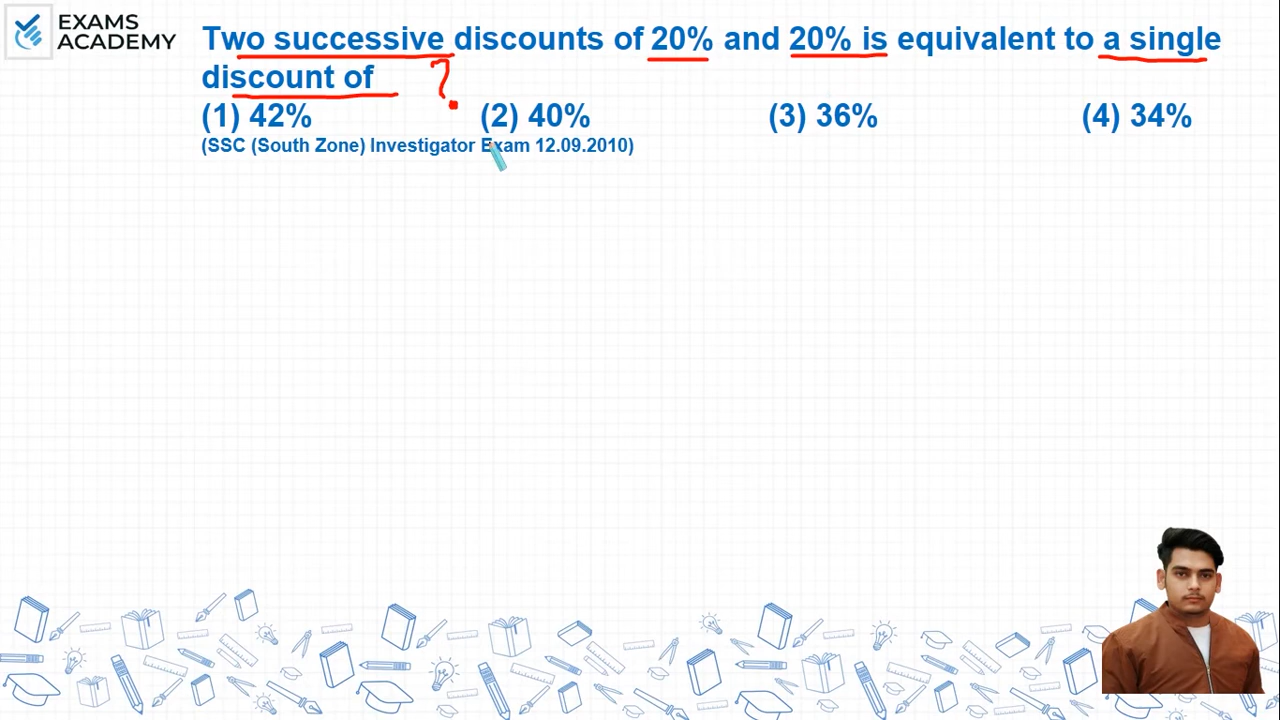 EXAMS
ACADEMY
Two successive discounts of 20% and 20% is equivalent to a single
discount of ?
(1) 42% (2) 40% (3) 36% (4) 34%
(SSC (South Zone) Investigator Exam 12.09.2010)